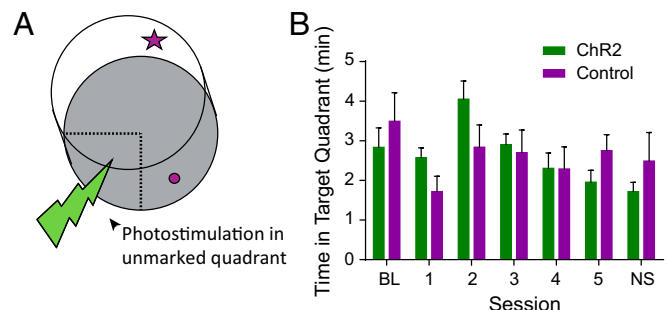 A
Photostimulation in
unmarked quadrant
B
Time in Target Quadrant (min)
5
4
3
2
1
0
ChR2
Control
BL 1 2 3 4 5 NS
Session